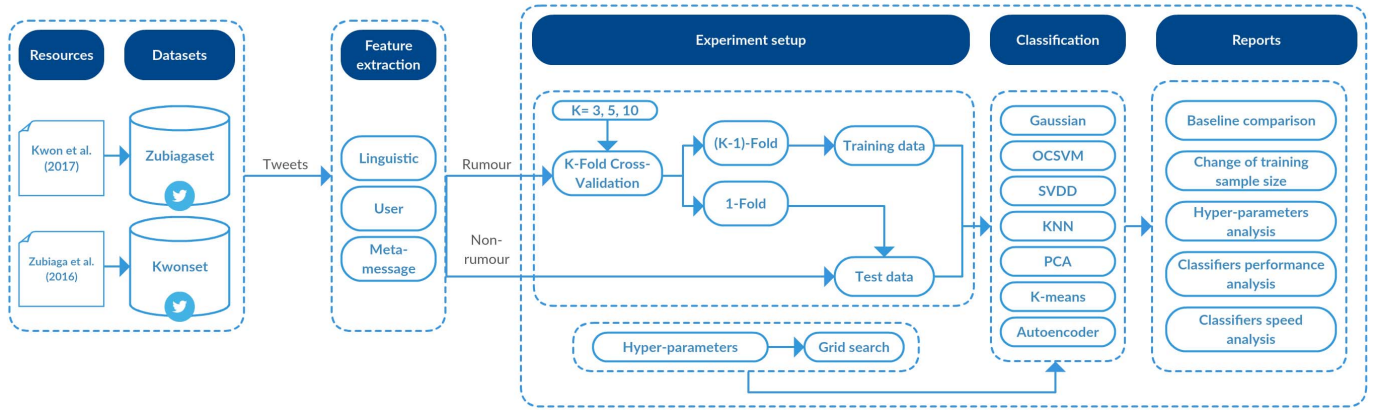 Resources
Datasets
Kwon et al.
(2017)
Zubiagaset
Zubiaga et al.
(2016)
Kwonset
Tweets
Feature
extraction
Linguistic
User
Meta-
message
Rumour
Non-
rumour
Experiment setup
K= 3, 5, 10
K-Fold Cross-
Validation
(K-1)-Fold
1-Fold
Training data
Test data
Hyper-parameters
Grid search
Classification
Gaussian
OCSVM
SVDD
KNN
PCA
K-means
Autoencoder
Reports
Baseline comparison
Change of training
sample size
Hyper-parameters
analysis
Classifiers performance
analysis
Classifiers speed
analysis